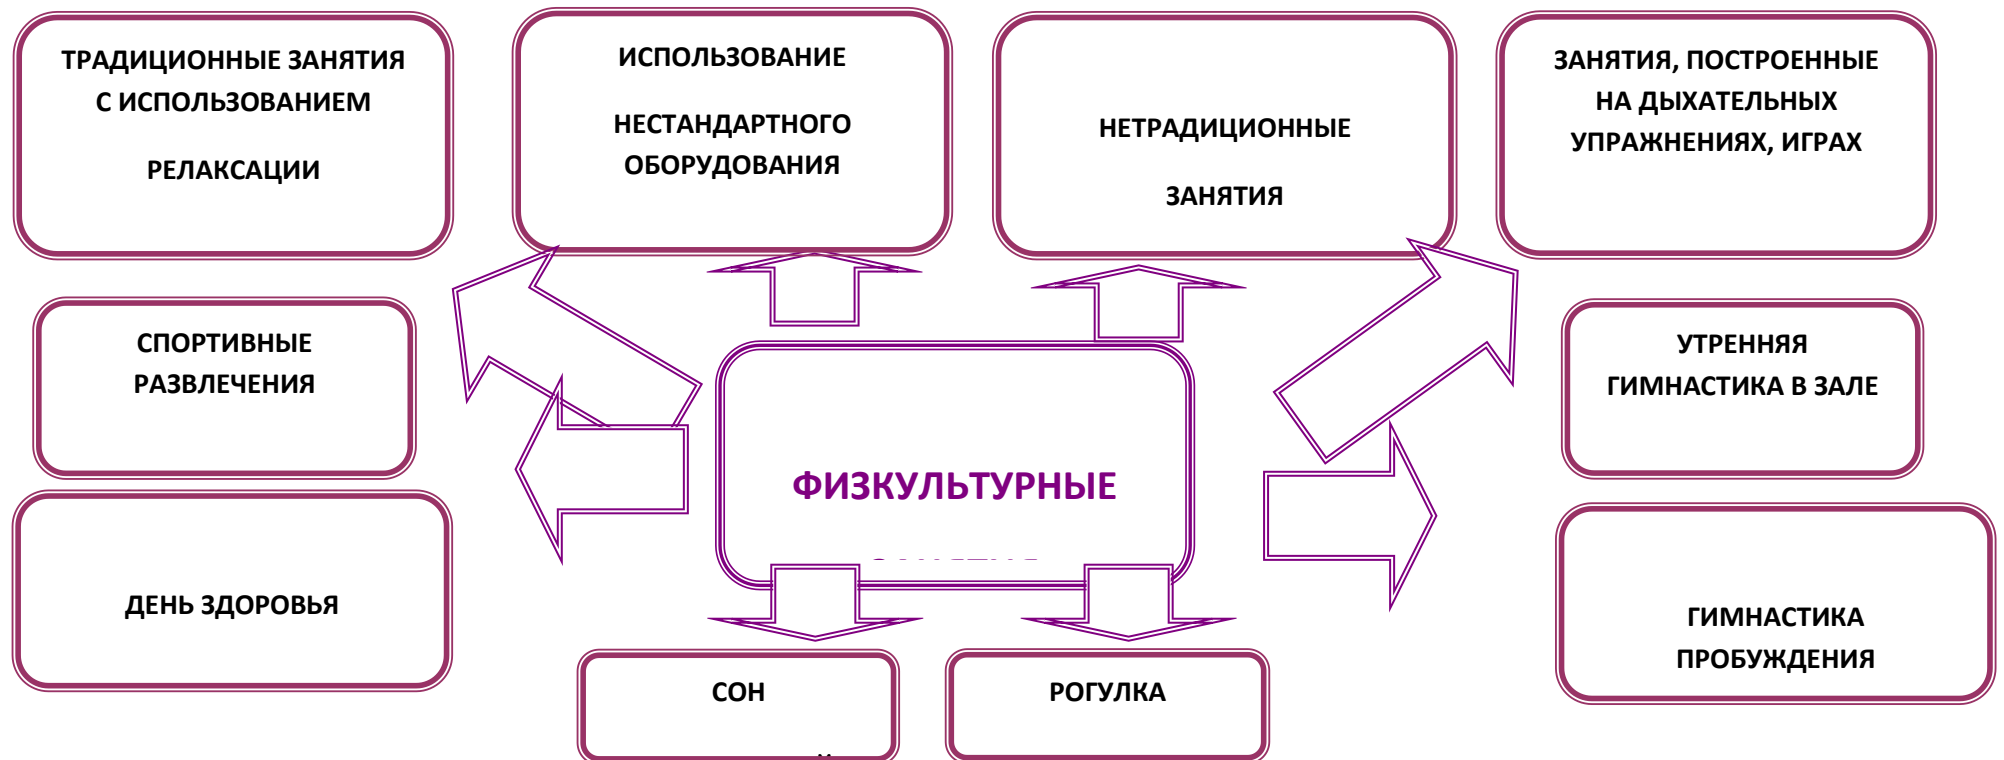 ТРАДИЦИОННЫЕ ЗАНЯТИЯ
С ИСПОЛЬЗОВАНИЕМ
РЕЛАКСАЦИИ
ИСПОЛЬЗОВАНИЕ
НЕСТАНДАРТНОГО
ОБОРУДОВАНИЯ
НЕТРАДИЦИОННЫЕ
ЗАНЯТИЯ
ЗАНЯТИЯ, ПОСТРОЕННЫЕ
НА ДЫХАТЕЛЬНЫХ
УПРАЖНЕНИЯХ, ИГРАХ
СПОРТИВНЫЕ
РАЗВЛЕЧЕНИЯ
УТРЕННЯЯ
ГИМНАСТИКА В ЗАЛЕ
ФИЗКУЛЬТУРНЫЕ
ДЕНЬ ЗДОРОВЬЯ
ГИМНАСТИКА
ПРОБУЖДЕНИЯ
СОН
РОГУЛКА